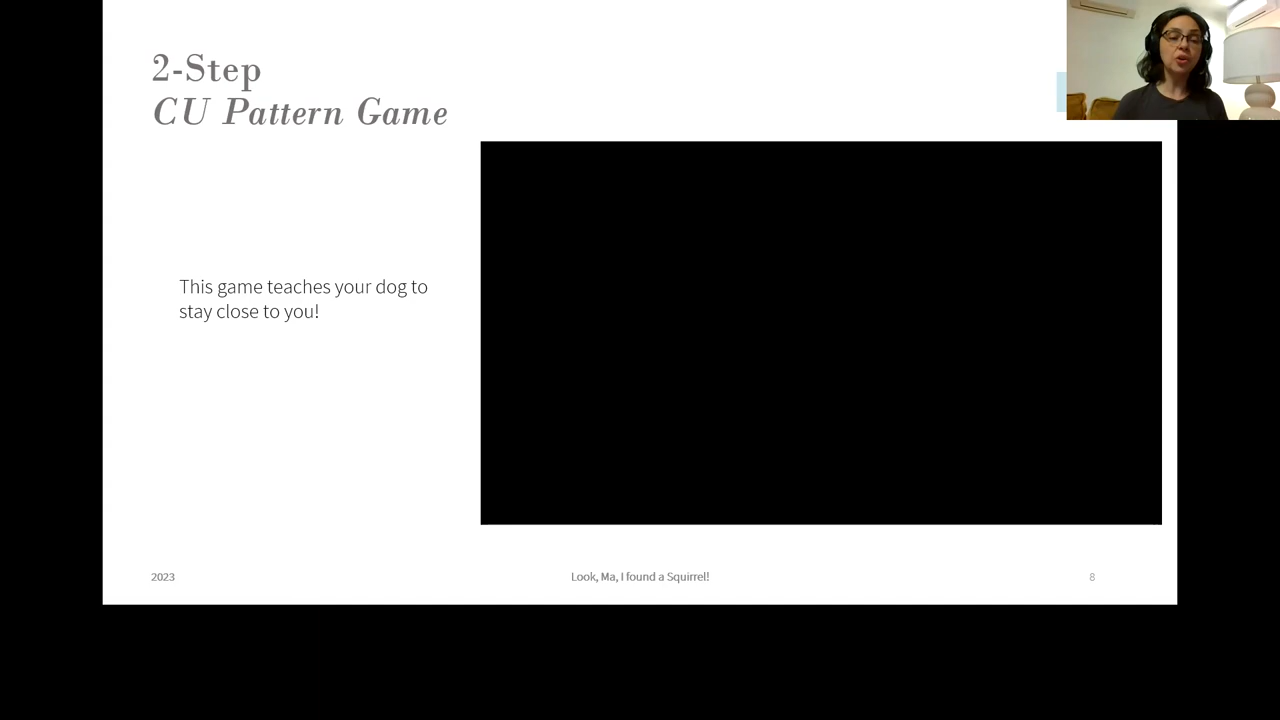 2-Step
CU Pattern Game
This game teaches your dog to
stay close to you!
2023
Look, Ma, I found a Squirrel!
8